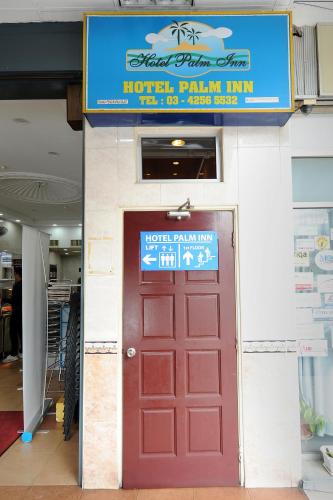 Hotel Palm Inn
HOTEL PALM INN
TEL : 03 - 4256 5532
HOTEL PALM INN
LIFT
1st FLOOR